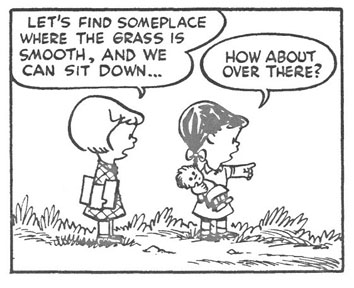 LET'S FIND SOMEPLACE
WHERE THE GRASS IS
SMOOTH, AND WE
CAN SIT DOWN...
HOW ABOUT
OVER THERE?